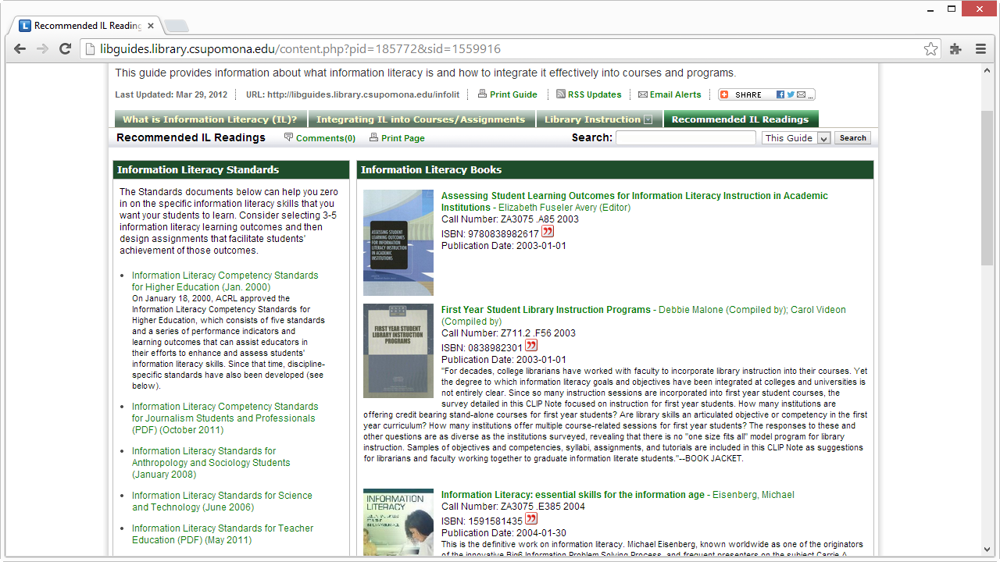 Recommended IL Reading
libguides.library.csupomona.edu/content.php?pid=185772&sid=1559916
This guide provides information about what information literacy is and how to integrate it effectively into courses and programs.
Last Updated: Mar 29, 2012 URL: http://libguides.library.csupomona.edu/infolit Print Guide RSS Updates Email Alerts SHARE ...
What is Information Literacy (IL)? Integrating IL into Courses/Assignments Library Instruction Recommended IL Readings
Recommended IL Readings Comments(0) Print Page Search: This Guide Search
Information Literacy Standards
The Standards documents below can help you zero
in on the specific information literacy skills that you
want your students to learn. Consider selecting 3-5
information literacy learning outcomes and then
design assignments that facilitate students'
achievement of those outcomes.
Information Literacy Competency Standards
for Higher Education (Jan. 2000)
On January 18, 2000, ACRL approved the
Information Literacy Competency Standards for
Higher Education, which consists of five standards
and a series of performance indicators and
learning outcomes that can assist educators in
their efforts to enhance and assess students'
information literacy skills. Since that time, discipline-
specific standards have also been developed (see
below).
Information Literacy Competency Standards
for Journalism Students and Professionals
(PDF) (October 2011)
Information Literacy Standards for
Anthropology and Sociology Students
(January 2008)
Information Literacy Standards for Science
and Technology (June 2006)
Information Literacy Standards for Teacher
Education (PDF) (May 2011)
Information Literacy Books
ASSESSING STUDENT
LEARNING OUTCOMES
FOR INFORMATION
LITERACY INSTRUCTION
IN ACADEMIC
INSTITUTIONS
Assessing Student Learning Outcomes for Information Literacy Instruction in Academic
Institutions - Elizabeth Fuseler Avery (Editor)
Call Number: ZA3075 .A85 2003
ISBN: 9780838982617
Publication Date: 2003-01-01
FIRST YEAR STUDENT
LIBRARY INSTRUCTION
PROGRAMS
First Year Student Library Instruction Programs - Debbie Malone (Compiled by); Carol Videon
(Compiled by)
Call Number: Z711.2 .F56 2003
ISBN: 0838982301
Publication Date: 2003-01-01
"For decades, college librarians have worked with faculty to incorporate library instruction into their courses. Yet
the degree to which information literacy goals and objectives have been integrated at colleges and universities is
not entirely clear. Since so many instruction sessions are incorporated into first year student courses, the
survey detailed in this CLIP Note focused on instruction for first year students. How many institutions are
offering credit bearing stand-alone courses for first year students? Are library skills an articulated objective or competency in the first
year curriculum? How many institutions offer multiple course-related sessions for first year students? The responses to these and
other questions are as diverse as the institutions surveyed, revealing that there is no "one size fits all" model program for library
instruction. Samples of objectives and competencies, syllabi, assignments, and tutorials are included in this CLIP Note as suggestions
for librarians and faculty working together to graduate information literate students."--BOOK JACKET.
INFORMATION
LITERACY
Information Literacy: essential skills for the information age - Eisenberg, Michael
Call Number: ZA3075 .E385 2004
ISBN: 1591581435
Publication Date: 2004-01-30
This is the definitive work on information literacy. Michael Eisenberg, known worldwide as one of the originators
of the innovative Big6 Information Problem Solving Process, and frequent presenters on the subject Carrie A.